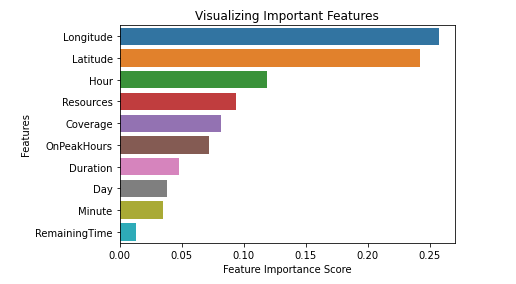 Visualizing Important Features
Features
Longitude
Latitude
Hour
Resources
Coverage
OnPeakHours
Duration
Day
Minute
RemainingTime
0.00 0.05 0.10 0.15 0.20 0.25
Feature Importance Score